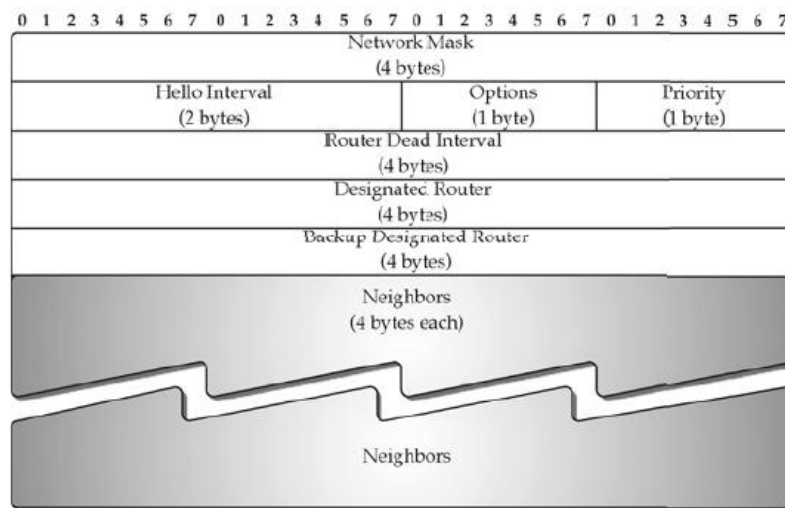 0 1 2 3 4 5 6 7 0 1 2 3 4 5 6 7 0 1 2 3 4 5 6 7 0 1 2 3 4 5 6 7
Network Mask
(4 bytes)
Hello Interval Options Priority
(2 bytes) (1 byte) (1 byte)
Router Dead Interval
(4 bytes)
Designated Router
(4 bytes)
Backup Designated Router
(4 bytes)
Neighbors
(4 bytes each)
Neighbors